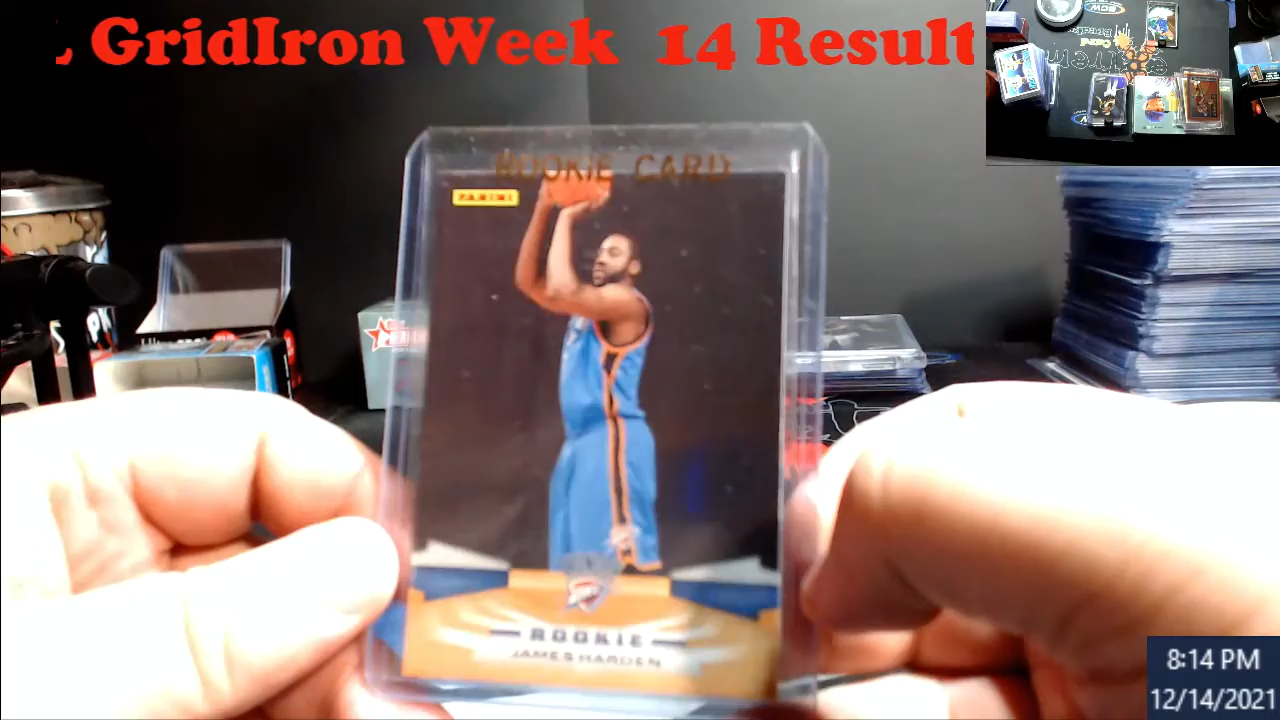 GridIron Week 14 Result
ROOKIE CARD
PANINI
ROOKIE
JAMES HARDEN
8:14 PM
12/14/2021